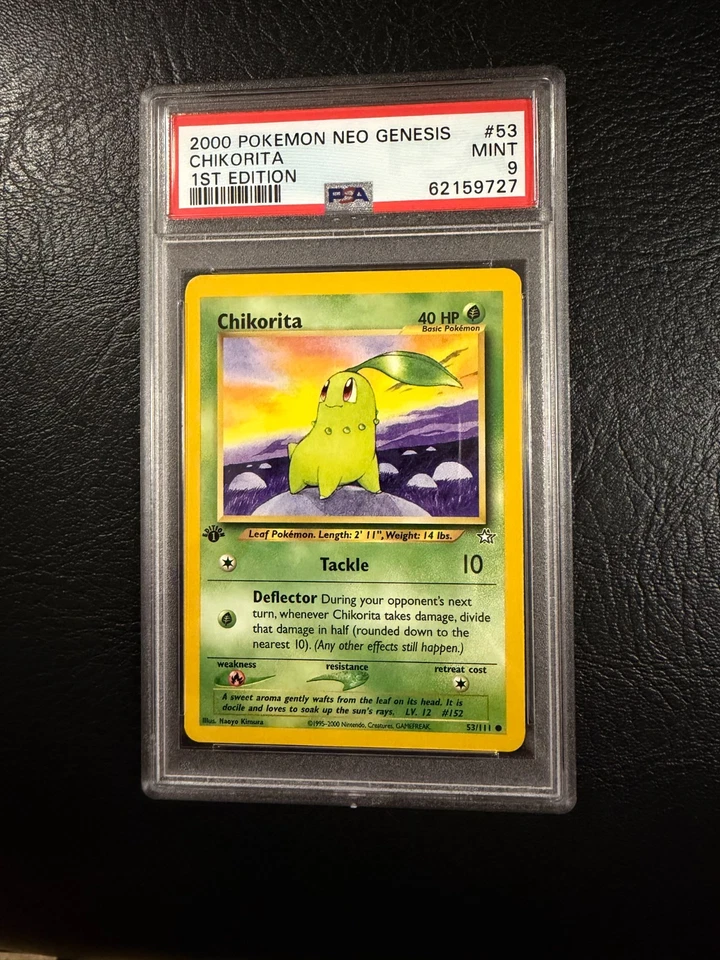 2000 POKEMON NEO GENESIS #53
CHIKORITA MINT
1ST EDITION 9
PSA 62159727
Chikorita 40 HP
Basic Pokémon
EDITION 1
Leaf Pokémon. Length: 2' 11", Weight: 14 lbs.
Tackle 10
Deflector During your opponent's next
turn, whenever Chikorita takes damage, divide
that damage in half (rounded down to the
nearest 10). (Any other effects still happen.)
weakness resistance retreat cost
A sweet aroma gently wafts from the leaf on its head. It is
docile and loves to soak up the sun's rays. LV. 12 #152
Illus. Naoyo Kimura ©1995-2000 Nintendo, Creatures, GAMEFREAK. 53/111